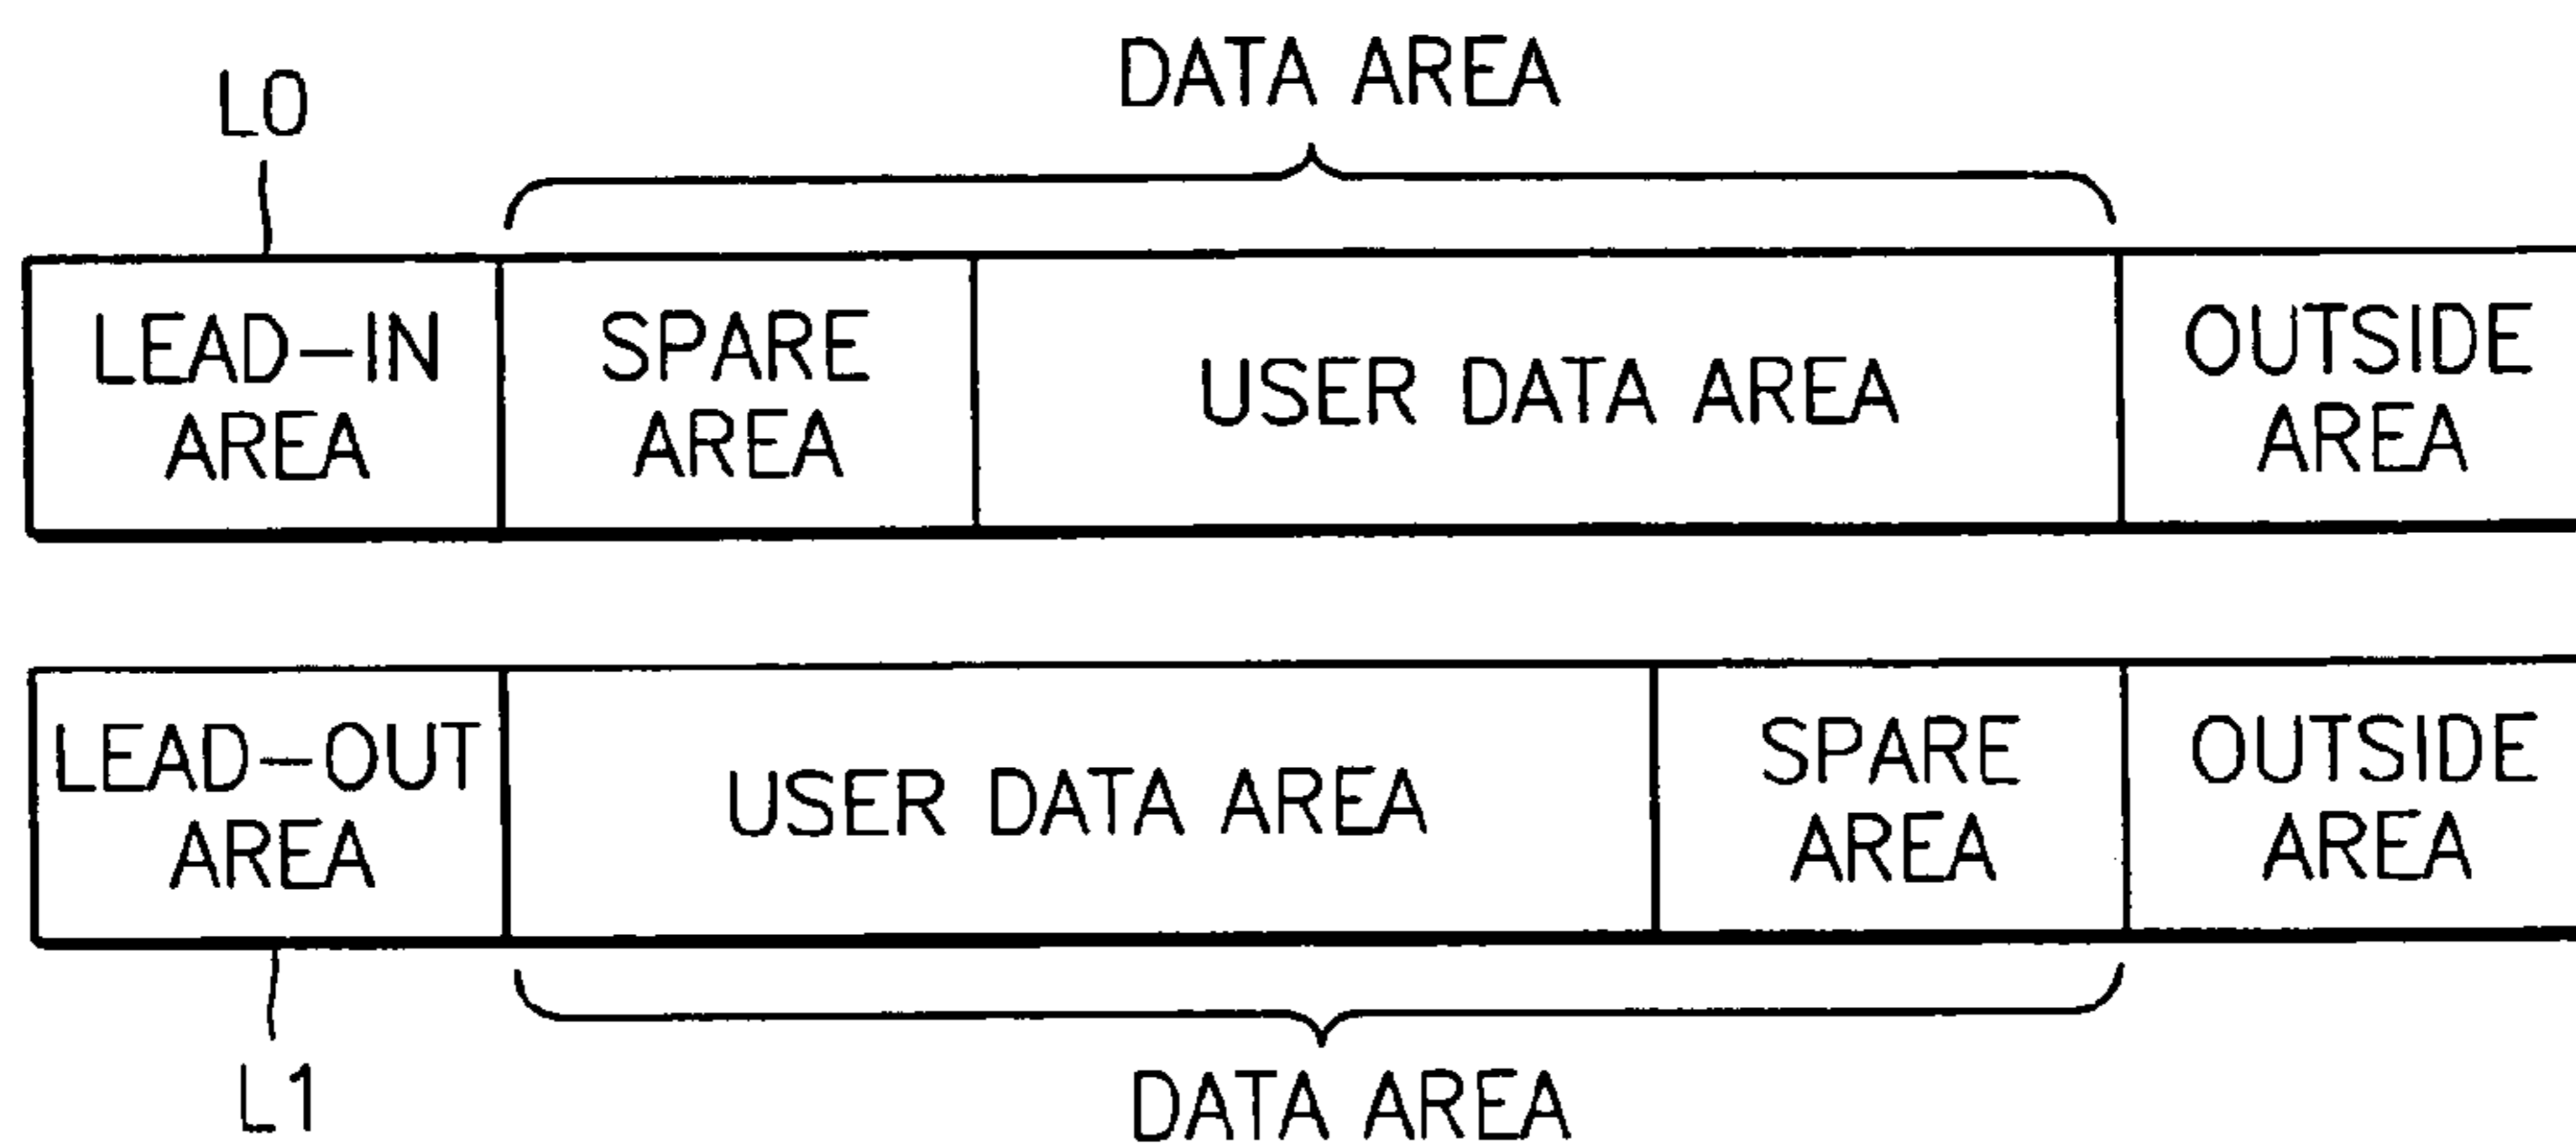 DATA AREA
L0
LEAD-IN
AREA
SPARE
AREA
USER DATA AREA
OUTSIDE
AREA
LEAD-OUT
AREA
USER DATA AREA
SPARE
AREA
OUTSIDE
AREA
L1
DATA AREA